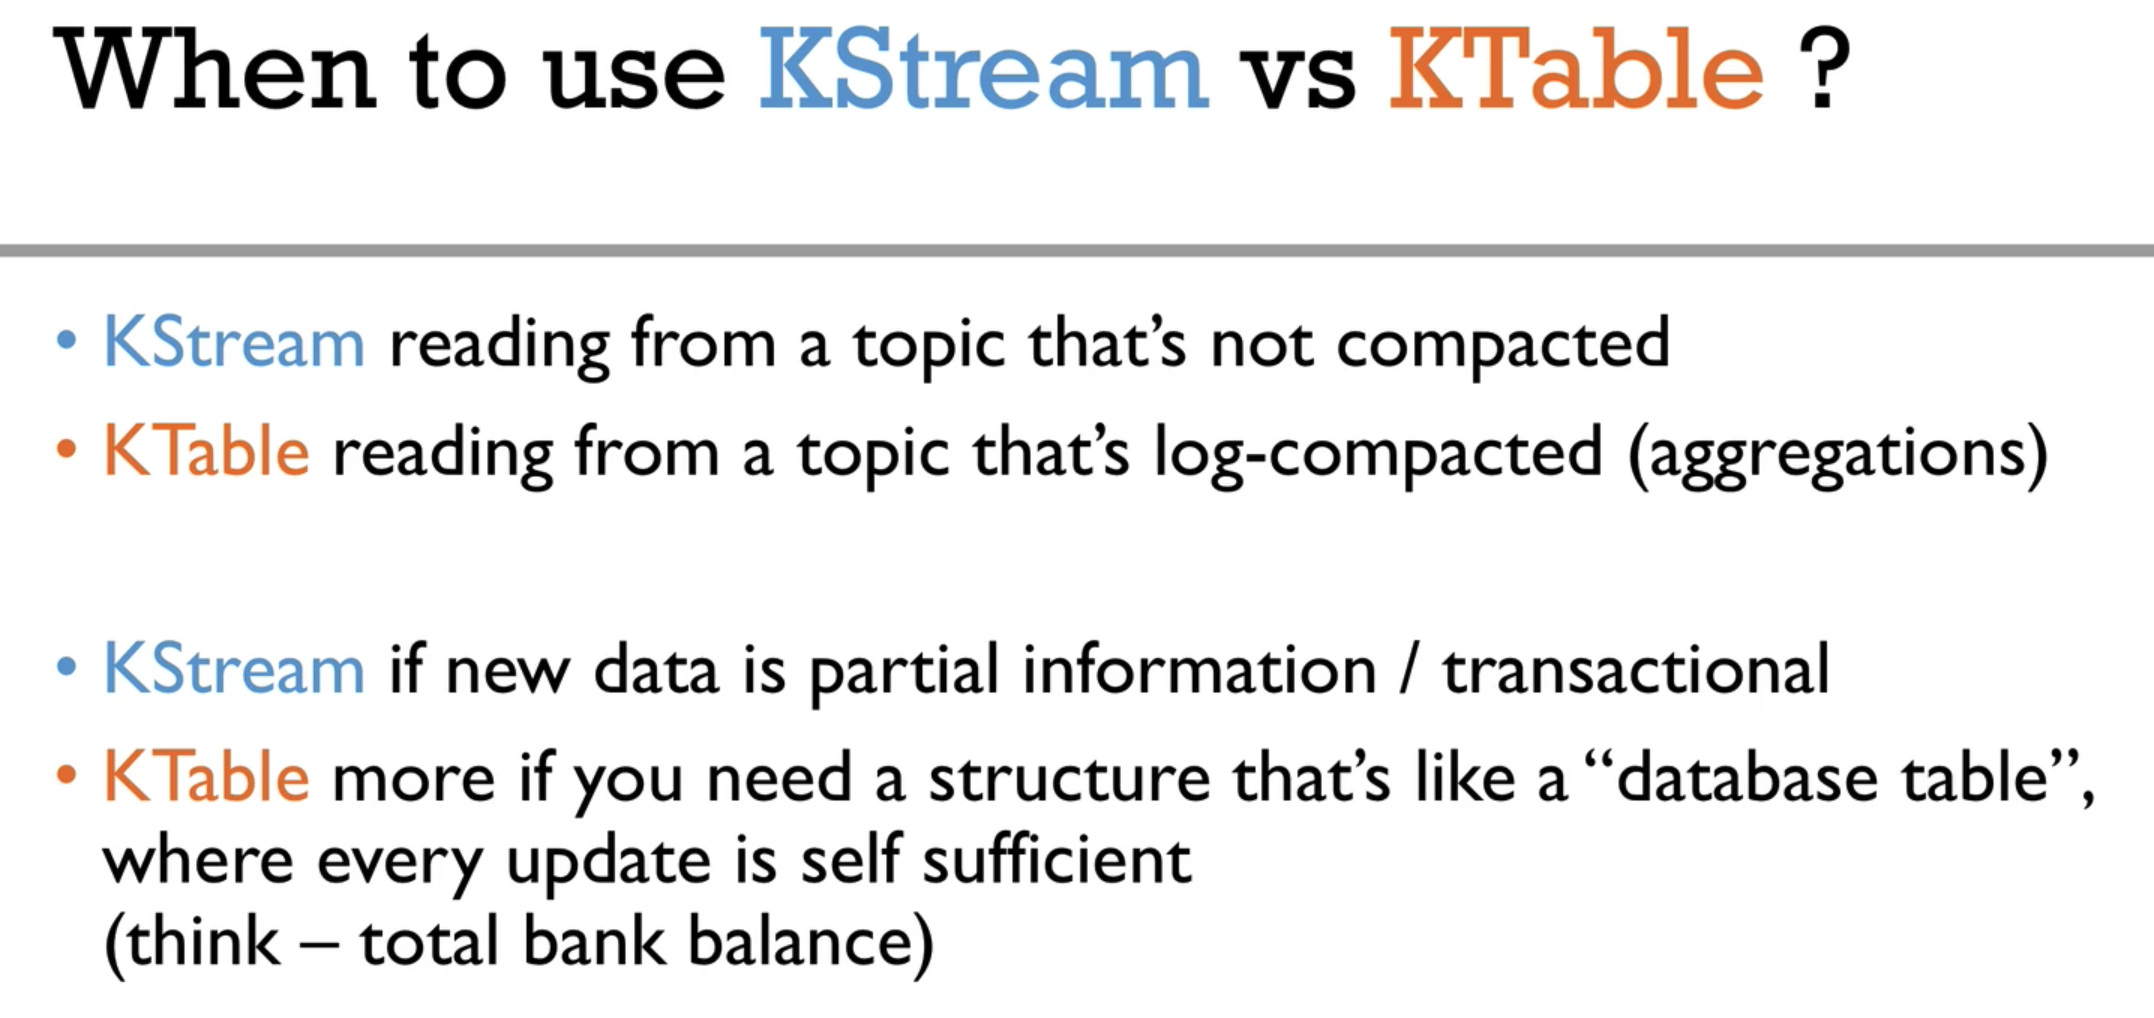 When to use KStream vs KTable ?
• KStream reading from a topic that’s not compacted
• KTable reading from a topic that’s log-compacted (aggregations)
• KStream if new data is partial information / transactional
• KTable more if you need a structure that’s like a “database table”,
where every update is self sufficient
(think – total bank balance)